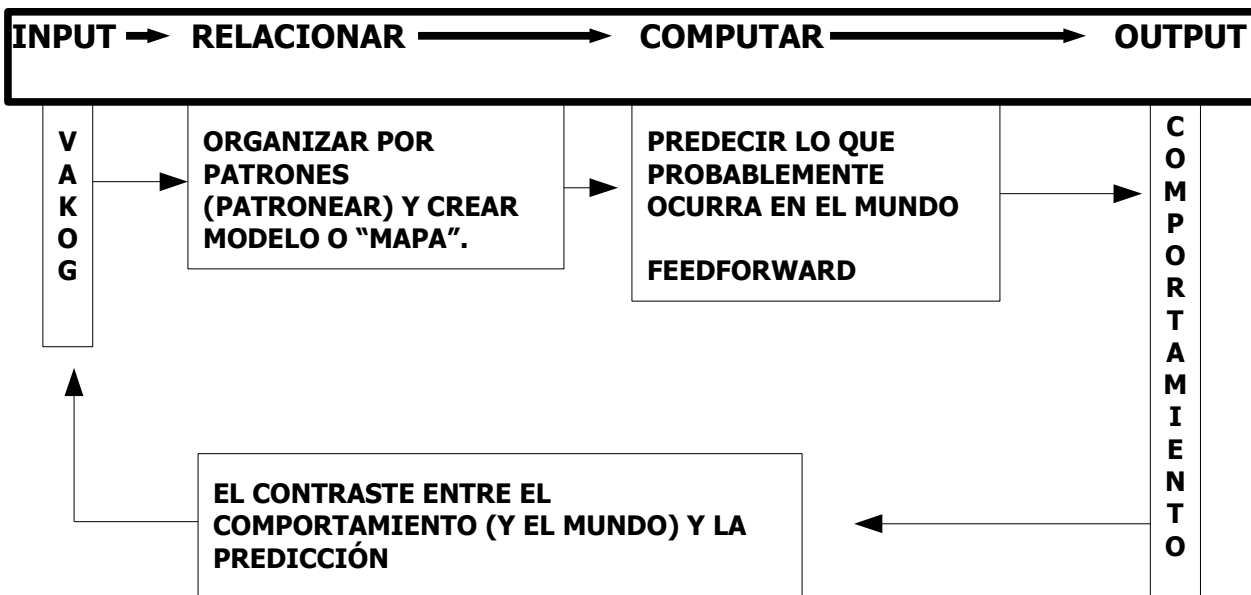 INPUT RELACIONAR COMPUTAR OUTPUT
V
A
K
O
G
ORGANIZAR POR
PATRONES
(PATRONEAR) Y CREAR
MODELO O “MAPA”.
PREDECIR LO QUE
PROBABLEMENTE
OCURRA EN EL MUNDO
FEEDFORWARD
C
O
M
P
O
R
T
A
M
I
E
N
T
O
EL CONTRASTE ENTRE EL
COMPORTAMIENTO (Y EL MUNDO) Y LA
PREDICCIÓN